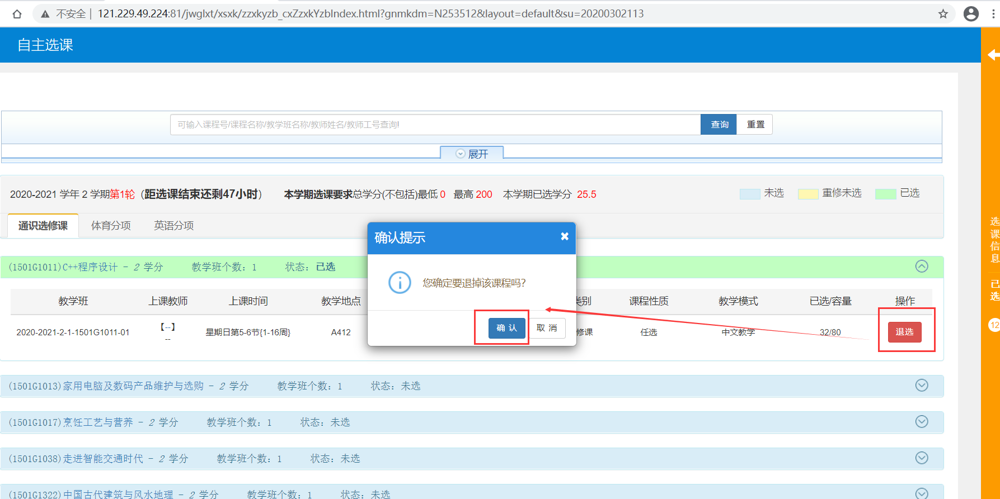 不安全 | 121.229.49.224:81/jwglxt/xsxk/zzxkyzb_cxZzxkYzbIndex.html?gnmkdm=N253512&layout=default&su=20200302113
自主选课
可输入课程号/课程名称/教学班名称/教师姓名/教师工号查询!
查询
重置
展开
2020-2021 学年 2 学期第1轮（距选课结束还剩47小时） 本学期选课要求总学分(不包括)最低 0 最高 200 本学期已选学分 25.5
未选 重修未选 已选
通识选修课 体育分项 英语分项
确认提示
您确定要退掉该课程吗?
确 认 取 消
(1501G1011)C++程序设计 - 2 学分 教学班个数: 1 状态: 已选
教学班 上课教师 上课时间 教学地点 类别 课程性质 教学模式 已选/容量 操作
2020-2021-2-1-1501G1011-01 【--】 星期日第5-6节{1-16周} A412 修课 任选 中文教学 32/80 退选
--
(1501G1013)家用电脑及数码产品维护与选购 - 2 学分 教学班个数: 1 状态: 未选
(1501G1017)烹饪工艺与营养 - 2 学分 教学班个数: 1 状态: 未选
(1501G1038)走进智能交通时代 - 2 学分 教学班个数: 1 状态: 未选
(1501G1322)中国古代建筑与风水地理 - 2 学分 教学班个数: 1 状态: 未选
选课信息
已选
12